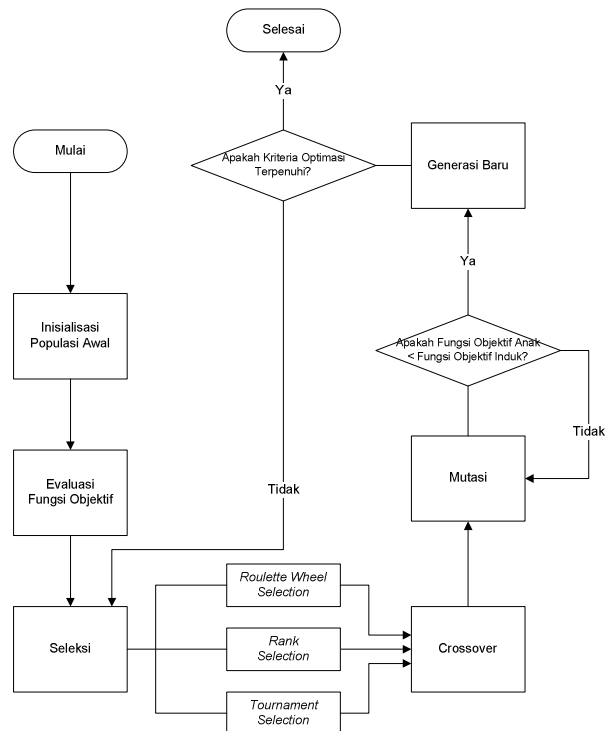 Selesai
Ya
Mulai
Apakah Kriteria Optimasi
Terpenuhi?
Generasi Baru
Ya
Inisialisasi
Populasi Awal
Apakah Fungsi Objektif Anak
< Fungsi Objektif Induk?
Tidak
Evaluasi
Fungsi Objektif
Tidak
Mutasi
Roulette Wheel
Selection
Seleksi
Rank
Selection
Crossover
Tournament
Selection